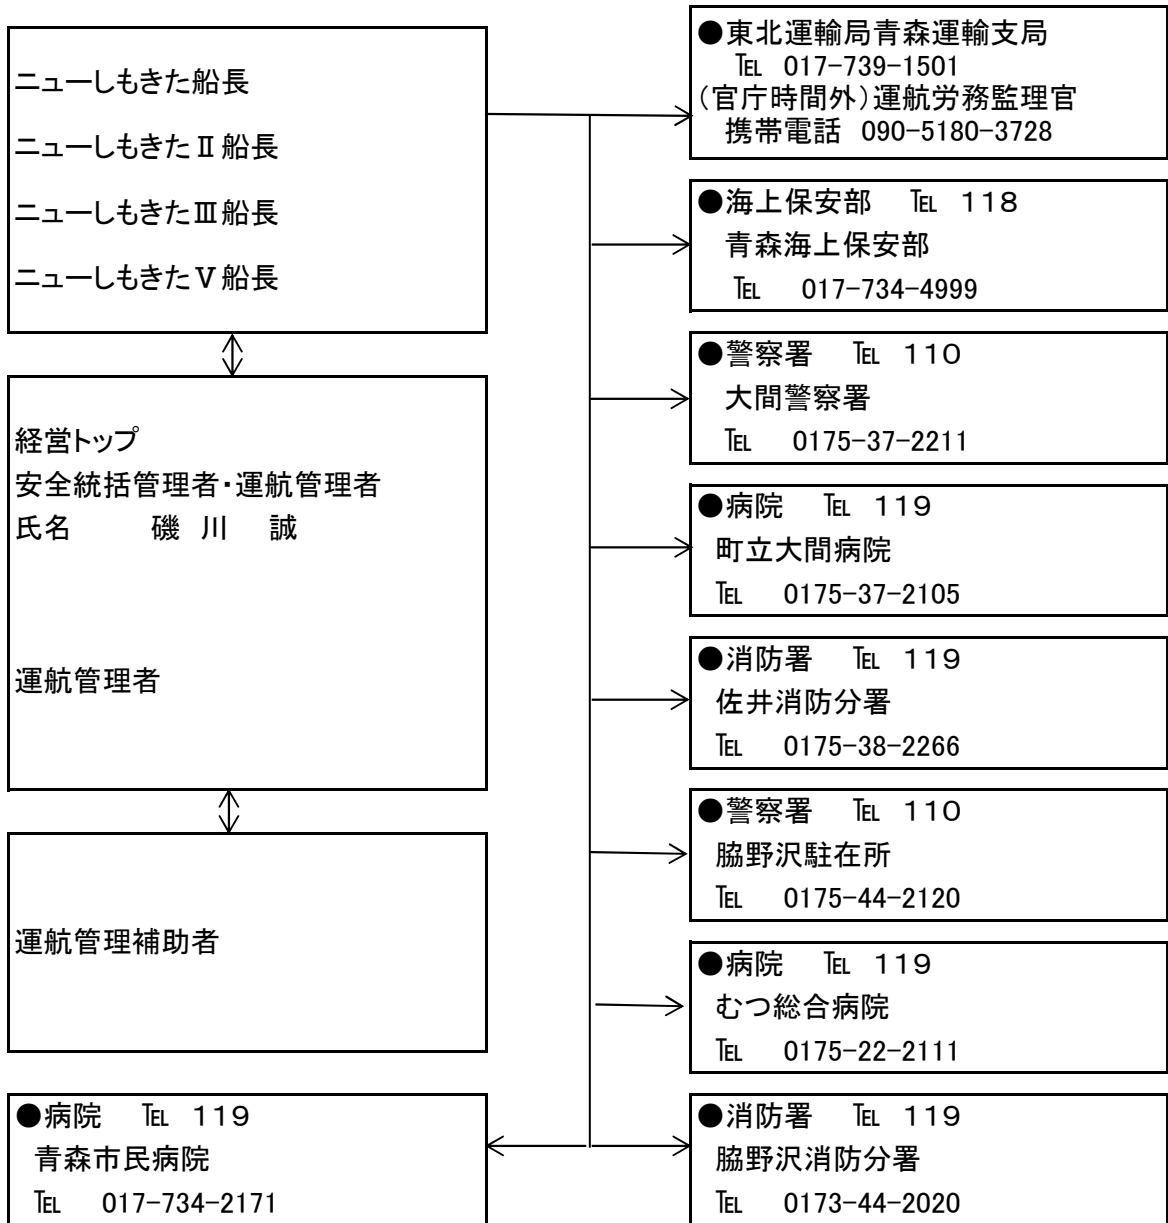 ニューしもきた船長
ニューしもきたⅡ船長
ニューしもきたⅢ船長
ニューしもきたⅤ船長
経営トップ
安全統括管理者・運航管理者
氏名　　磯 川　誠
運航管理者
運航管理補助者
●病院　℡ 119
青森市民病院
℡　017-734-2171
●東北運輸局青森運輸支局
℡ 017-739-1501
(官庁時間外)運航労務監理官
携帯電話 090-5180-3728
●海上保安部　℡ 118
青森海上保安部
℡　017-734-4999
●警察署　℡ 110
大間警察署
℡　0175-37-2211
●病院　℡ 119
町立大間病院
℡　0175-37-2105
●消防署　℡ 119
佐井消防分署
℡　0175-38-2266
●警察署　℡ 110
脇野沢駐在所
℡　0175-44-2120
●病院　℡ 119
むつ総合病院
℡　0175-22-2111
●消防署　℡ 119
脇野沢消防分署
℡　0173-44-2020